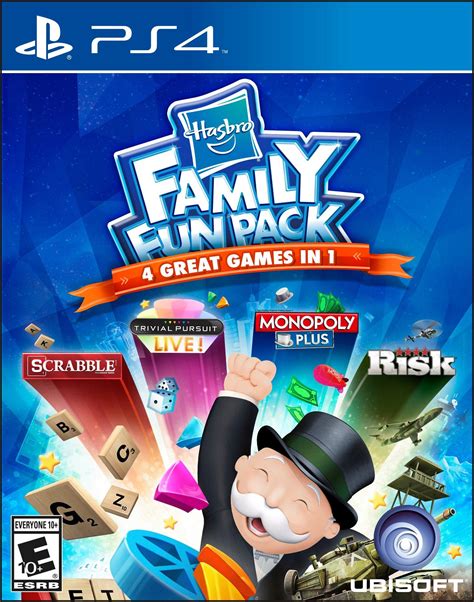 PS4
Hasbro
FAMILY
FUN PACK
4 GREAT GAMES IN 1
TRIVIAL PURSUIT
LIVE!
MONOPOLY
PLUS
SCRABBLE
RISK
B
C
G
Z
F
T
EVERYONE 10+
E
10+
ESRB
UBISOFT